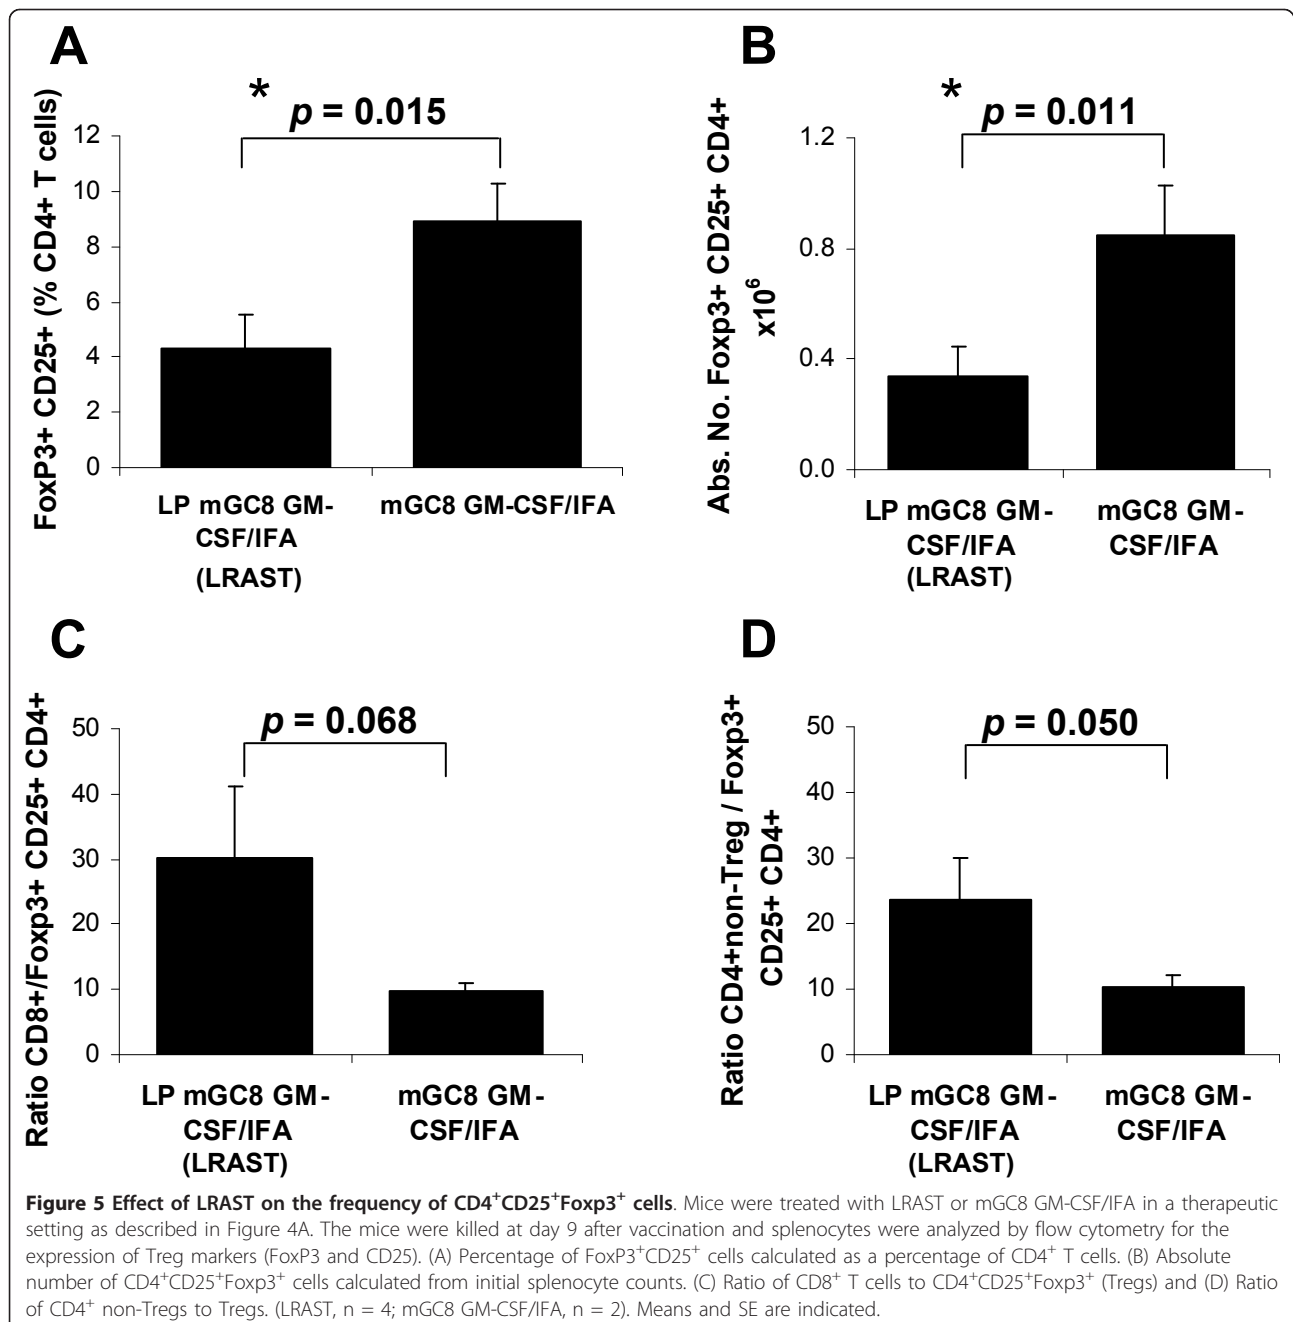 A
*
p = 0.015
FoxP3+ CD25+ (% CD4+ T cells)
12
10
8
6
4
2
0
LP mGC8 GM-
CSF/IFA
(LRAST)
mGC8 GM-CSF/IFA
B
*
p = 0.011
Abs. No. Foxp3+ CD25+ CD4+
x10⁶
1.2
0.8
0.4
0.0
LP mGC8 GM-
CSF/IFA
(LRAST)
mGC8 GM-
CSF/IFA
C
p = 0.068
Ratio CD8+/Foxp3+ CD25+ CD4+
50
40
30
20
10
0
LP mGC8 GM-
CSF/IFA
(LRAST)
mGC8 GM-
CSF/IFA
D
p = 0.050
Ratio CD4+non-Treg / Foxp3+
CD25+ CD4+
50
40
30
20
10
0
LP mGC8 GM-
CSF/IFA
(LRAST)
mGC8 GM-
CSF/IFA
Figure 5 Effect of LRAST on the frequency of CD4⁺CD25⁺Foxp3⁺ cells. Mice were treated with LRAST or mGC8 GM-CSF/IFA in a therapeutic
setting as described in Figure 4A. The mice were killed at day 9 after vaccination and splenocytes were analyzed by flow cytometry for the
expression of Treg markers (FoxP3 and CD25). (A) Percentage of FoxP3⁺CD25⁺ cells calculated as a percentage of CD4⁺ T cells. (B) Absolute
number of CD4⁺CD25⁺Foxp3⁺ cells calculated from initial splenocyte counts. (C) Ratio of CD8⁺ T cells to CD4⁺CD25⁺Foxp3⁺ (Tregs) and (D) Ratio
of CD4⁺ non-Tregs to Tregs. (LRAST, n = 4; mGC8 GM-CSF/IFA, n = 2). Means and SE are indicated.